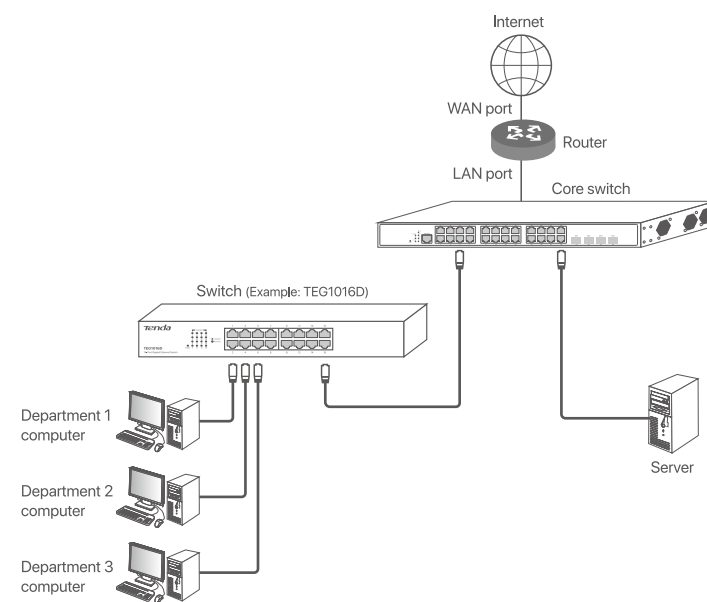 Internet
WAN port
Router
LAN port
Core switch
Switch (Example: TEG1016D)
Tenda
TEG1016D
Department 1
computer
Department 2
computer
Server
Department 3
computer